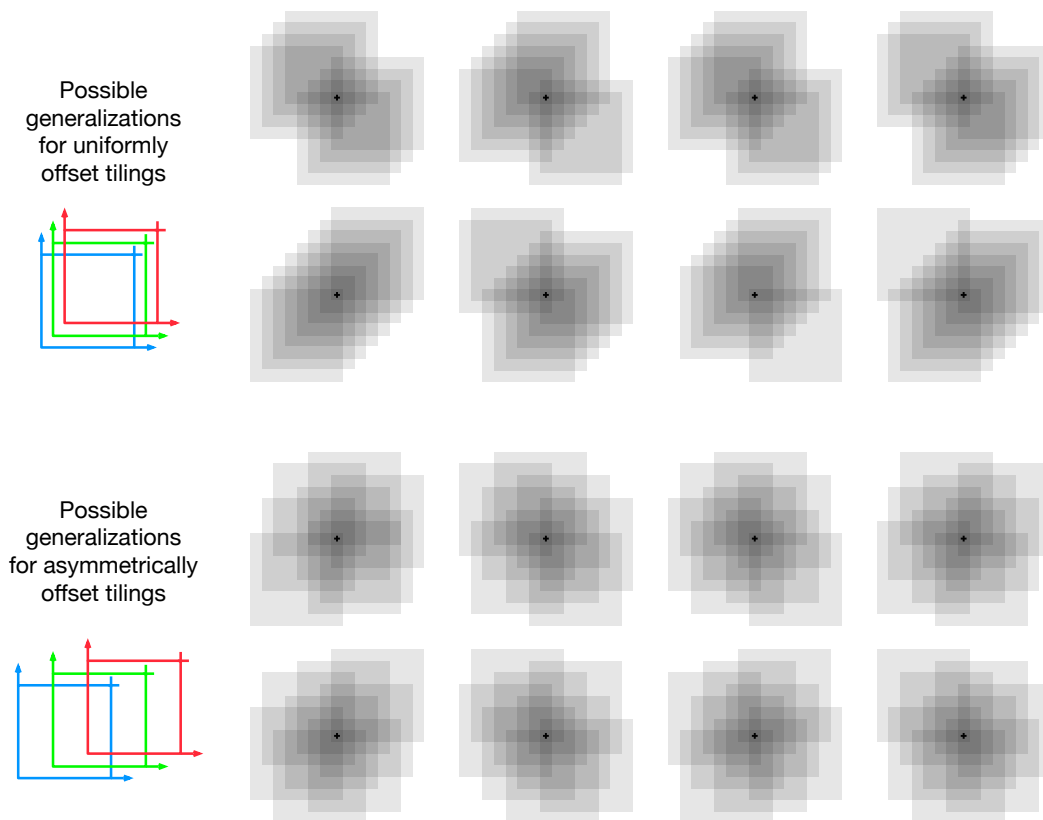 Possible
generalizations
for uniformly
offset tilings
Possible
generalizations
for asymmetrically
offset tilings